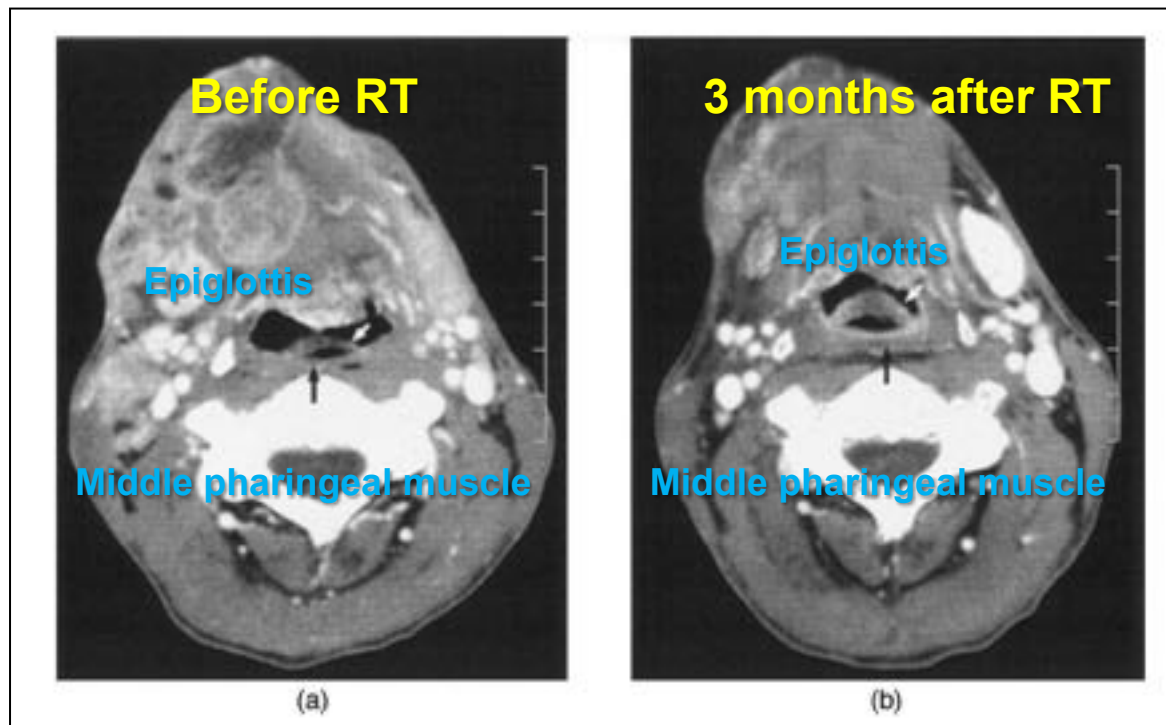 Before RT
3 months after RT
Epiglottis
Epiglottis
Middle pharingeal muscle
Middle pharingeal muscle
(a)
(b)